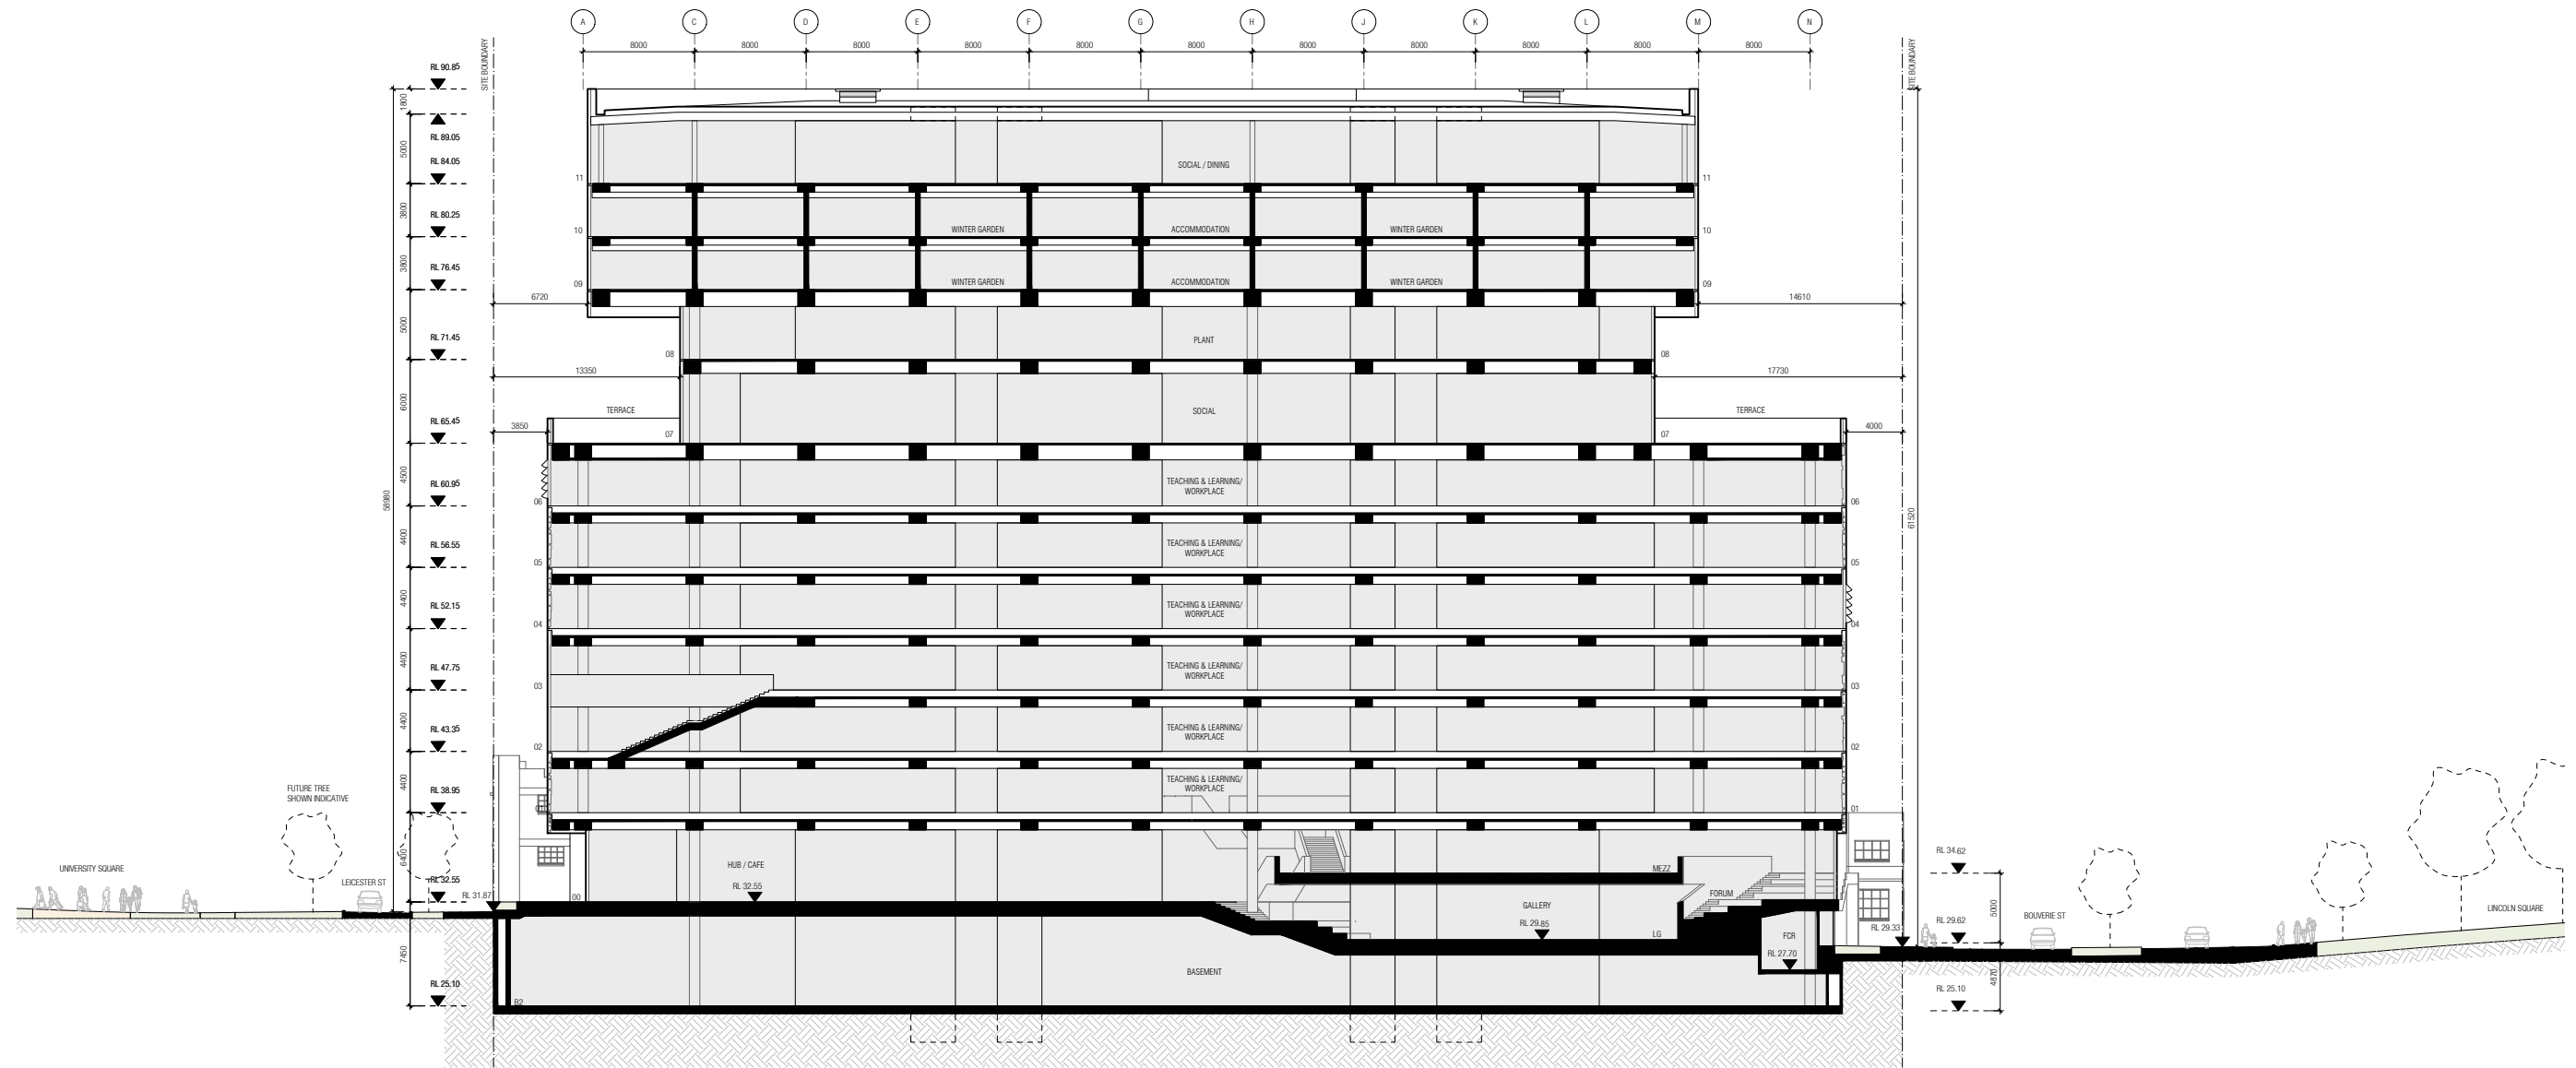 A C D E F G H J K L M N
8000 8000 8000 8000 8000 8000 8000 8000 8000 8000 8000
SITE BOUNDARY
SITE BOUNDARY
RL 90.85
1800
RL 89.05
5000
RL 84.05
SOCIAL / DINING
11 11
3800
RL 80.25
10 WINTER GARDEN ACCOMMODATION WINTER GARDEN 10
3800
RL 76.45
09 WINTER GARDEN ACCOMMODATION WINTER GARDEN 09
6720 14610
5000
RL 71.45
PLANT
08 08
13350 17730
6000
TERRACE SOCIAL TERRACE
RL 65.45
3850 4000
07 07
4500
RL 60.95
TEACHING & LEARNING/
WORKPLACE
06 06
58980
61520
4400
RL 56.55
TEACHING & LEARNING/
WORKPLACE
05 05
4400
RL 52.15
TEACHING & LEARNING/
WORKPLACE
04 04
4400
RL 47.75
TEACHING & LEARNING/
WORKPLACE
03 03
4400
RL 43.35
TEACHING & LEARNING/
WORKPLACE
02 02
4400
RL 38.95
TEACHING & LEARNING/
WORKPLACE
01
FUTURE TREE
SHOWN INDICATIVE
6400
RL 34.62
UNIVERSITY SQUARE
HUB / CAFE
MEZZ
LEICESTER ST
RL 32.55
RL 32.55
RL 31.87
00
FORUM
GALLERY
5000
BOUVERIE ST
LINCOLN SQUARE
RL 29.85
RL 29.62
RL 29.33
LG
FCR
RL 27.70
7450
BASEMENT
4870
RL 25.10
RL 25.10
B2